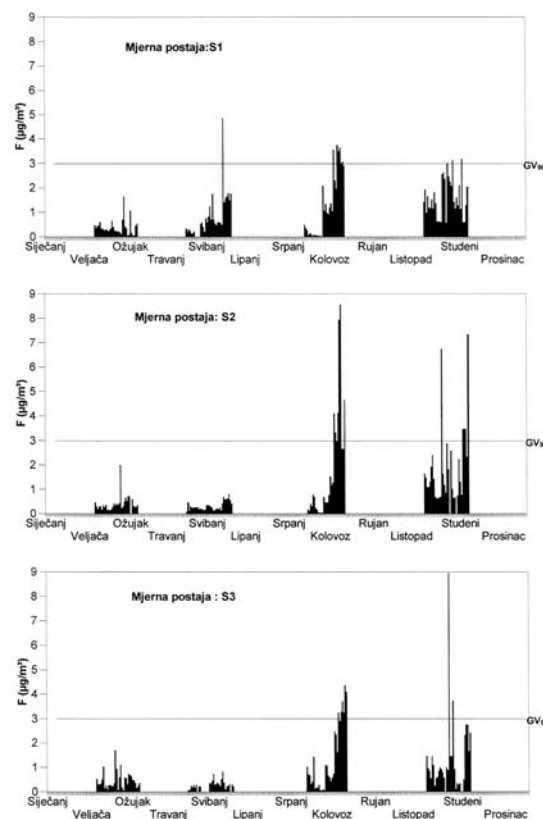 Mjerna postaja:S1
F (µg/m³)
9
8
7
6
5
4
3
2
1
0
Siječanj Ožujak Svibanj Srpanj Rujan Studeni
Veljača Travanj Lipanj Kolovoz Listopad Prosinac
Mjerna postaja: S2
F (µg/m³)
9
8
7
6
5
4
3
2
1
0
Siječanj Ožujak Svibanj Srpanj Rujan Studeni
Veljača Travanj Lipanj Kolovoz Listopad Prosinac
Mjerna postaja : S3
F (µg/m³)
9
8
7
6
5
4
3
2
1
0
Siječanj Ožujak Svibanj Srpanj Rujan Studeni
Veljača Travanj Lipanj Kolovoz Listopad Prosinac